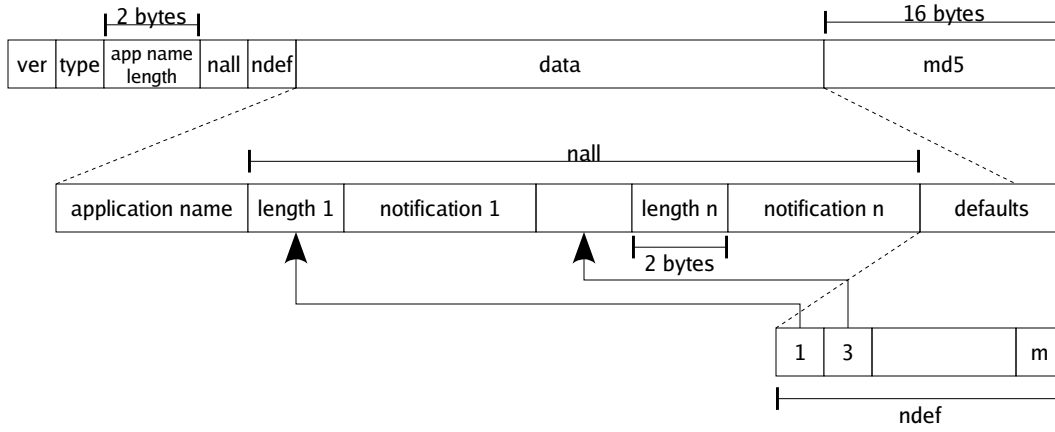 2 bytes
16 bytes
ver type app name length nall ndef data md5
nall
application name length 1 notification 1 length n notification n defaults
2 bytes
1 3 m
ndef